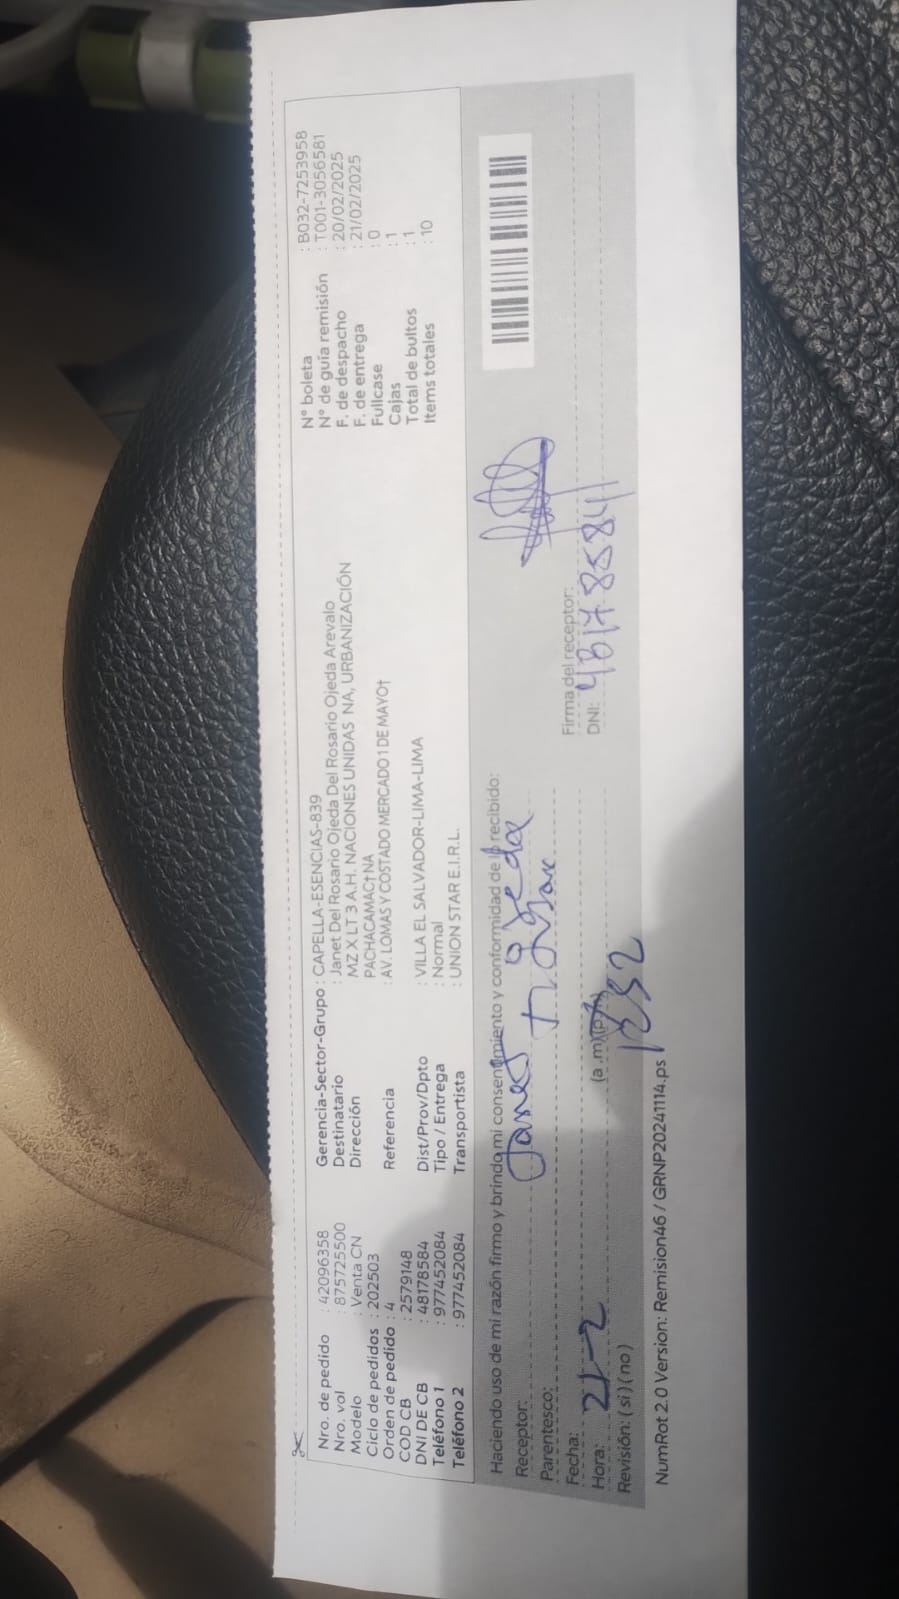 Nro. de pedido : 42096358
Nro. vol : 875725500
Modelo : Venta CN
Ciclo de pedidos : 202503
Orden de pedido : 4
COD CB : 2579148
DNI DE CB : 48178584
Teléfono 1 : 977452084
Teléfono 2 : 977452084
Gerencia-Sector-Grupo : CAPELLA-ESENCIAS-839
Destinatario : Janet Del Rosario Ojeda Del Rosario Ojeda Arevalo
Dirección MZ X LT 3 A.H. NACIONES UNIDAS NA, URBANIZACIÓN
PACHACAMAC† NA
Referencia : AV. LOMAS Y COSTADO MERCADO 1 DE MAYO†
Dist/Prov/Dpto : VILLA EL SALVADOR-LIMA-LIMA
Tipo / Entrega : Normal
Transportista : UNION STAR E.I.R.L.
N° boleta : B032-7253958
N° de guía remisión : T001-3056581
F. de despacho : 20/02/2025
F. de entrega : 21/02/2025
Fullcase : 0
Cajas : 1
Total de bultos : 1
Items totales : 10
Haciendo uso de mi razón firmo y brindo mi consentimiento y conformidad de lo recibido:
Receptor: Janet Ojeda
Parentesco:
Fecha: 21-2
Hora: (a.m)(p.m)
Revisión: (si) (no)
Firma del receptor:
DNI:
NumRot 2.0 Version: Remision46 / GRNP20241114.ps